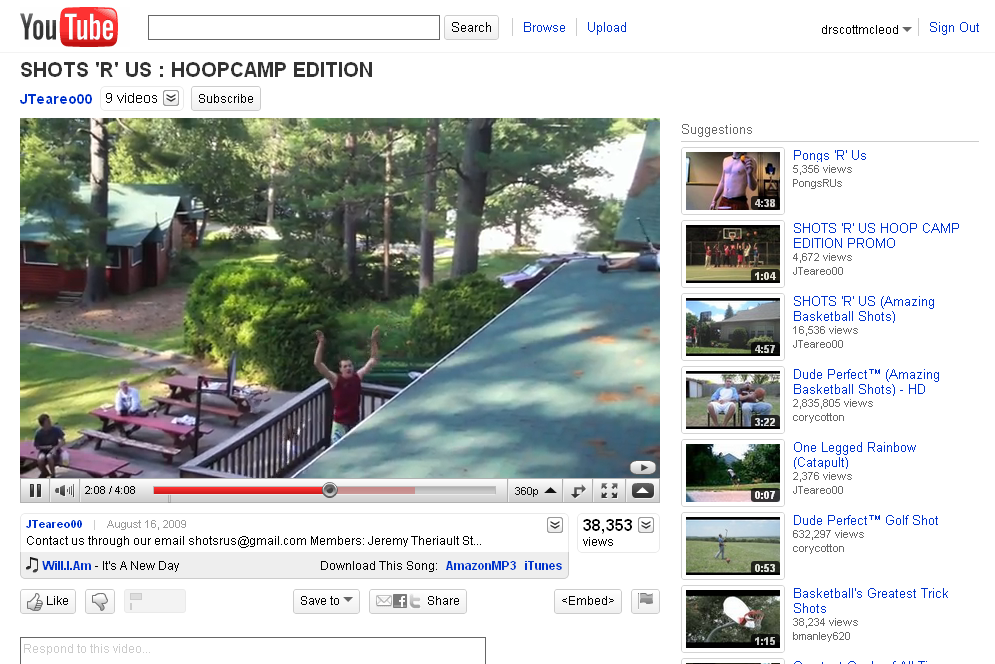 YouTube
Search
Browse
Upload
drscottmcleod
Sign Out
SHOTS 'R' US : HOOPCAMP EDITION
JTeareo00
9 videos
Subscribe
2:08 / 4:08
360p
JTeareo00 | August 16, 2009
Contact us through our email shotsrus@gmail.com Members: Jeremy Theriault St...
38,353
views
Will.I.Am - It's A New Day
Download This Song: AmazonMP3 iTunes
Like
Save to
Share
<Embed>
Respond to this video...
Suggestions
4:38
Pongs 'R' Us
5,356 views
PongsRUs
1:04
SHOTS 'R' US HOOP CAMP
EDITION PROMO
4,672 views
JTeareo00
4:57
SHOTS 'R' US (Amazing
Basketball Shots)
16,536 views
JTeareo00
3:22
Dude Perfect™ (Amazing
Basketball Shots) - HD
2,835,805 views
corycotton
0:07
One Legged Rainbow
(Catapult)
2,376 views
JTeareo00
0:53
Dude Perfect™ Golf Shot
632,297 views
corycotton
1:15
Basketball's Greatest Trick
Shots
38,234 views
bmanley620